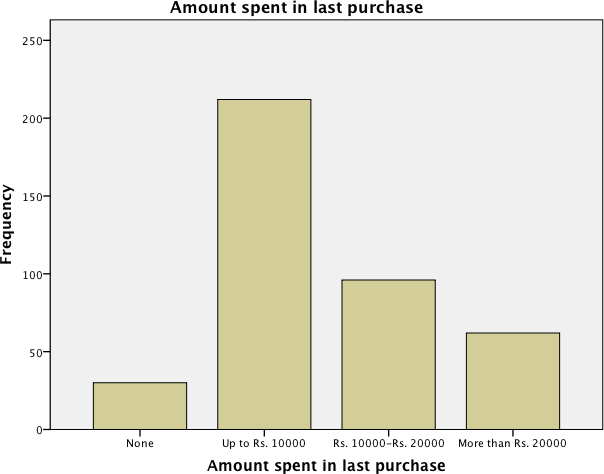 Amount spent in last purchase
Frequency
250
200
150
100
50
0
None
Up to Rs. 10000
Rs. 10000-Rs. 20000
More than Rs. 20000
Amount spent in last purchase